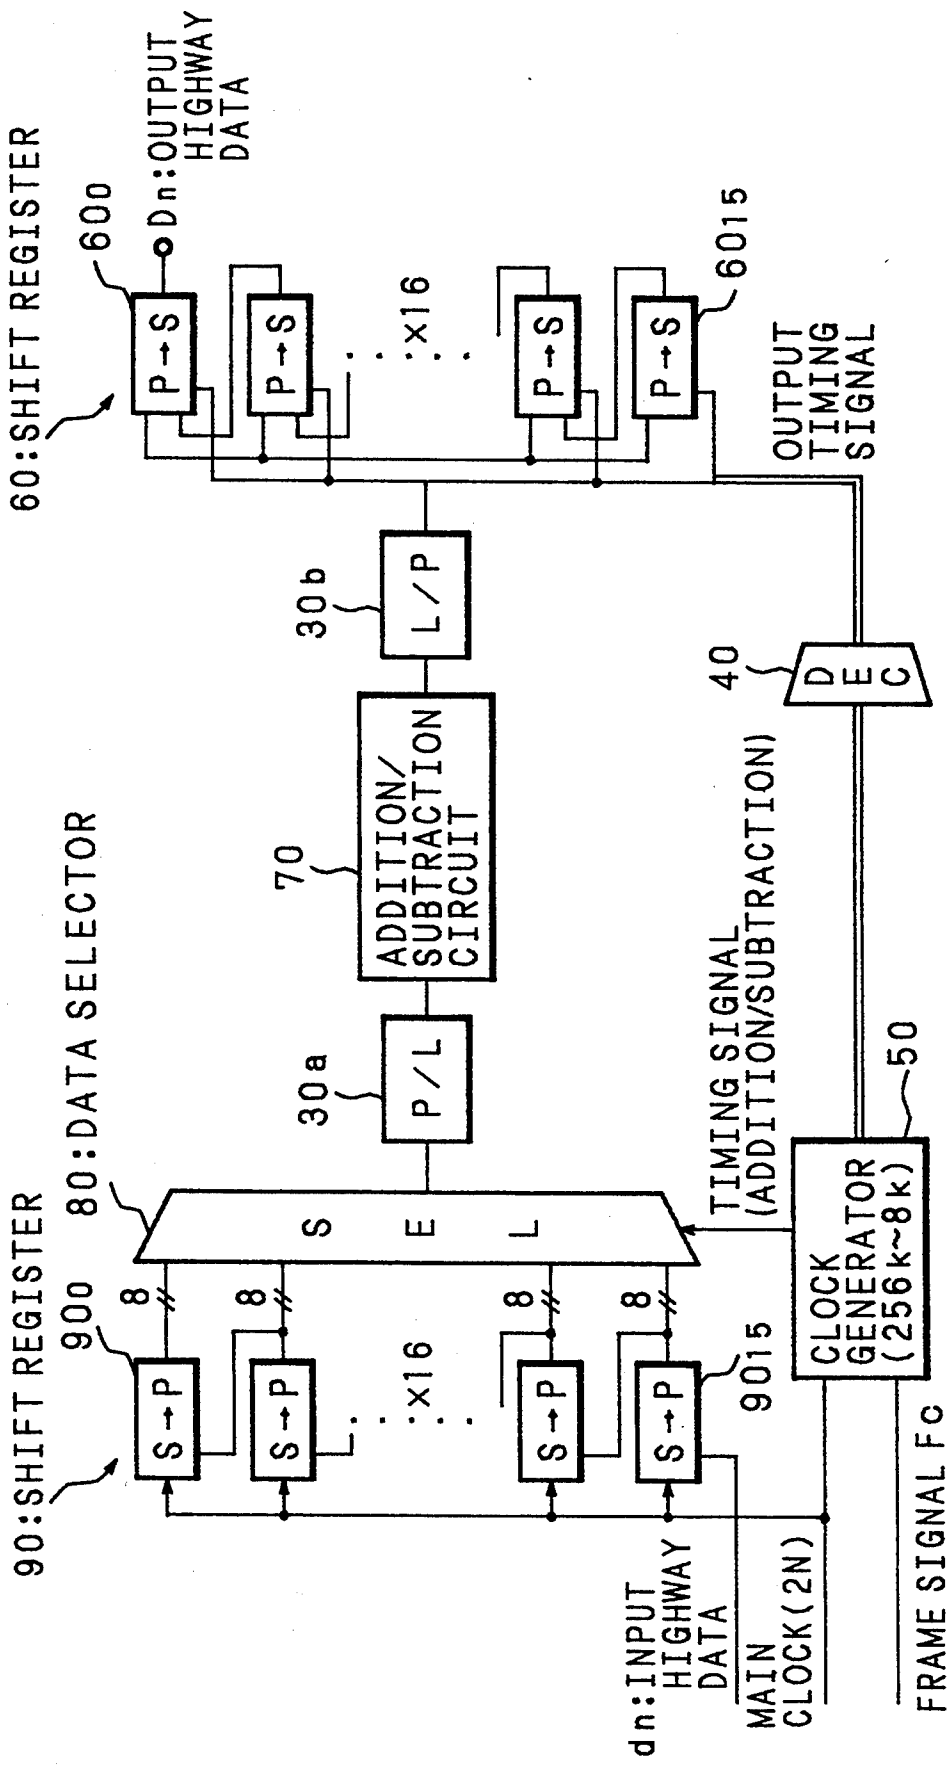 90:SHIFT REGISTER
900
S→P
S→P
x16
S→P
S→P
9015
dn:INPUT
HIGHWAY
DATA
MAIN
CLOCK(2N)
FRAME SIGNAL Fc
8
8
8
8
80:DATA SELECTOR
SEL
30a
P/L
70
ADDITION/
SUBTRACTION
CIRCUIT
30b
L/P
TIMING SIGNAL
(ADDITION/SUBTRACTION)
CLOCK
GENERATOR
(256k~8k)
50
40
DEC
OUTPUT
TIMING
SIGNAL
60:SHIFT REGISTER
600
P→S
P→S
x16
P→S
P→S
6015
Dn:OUTPUT
HIGHWAY
DATA